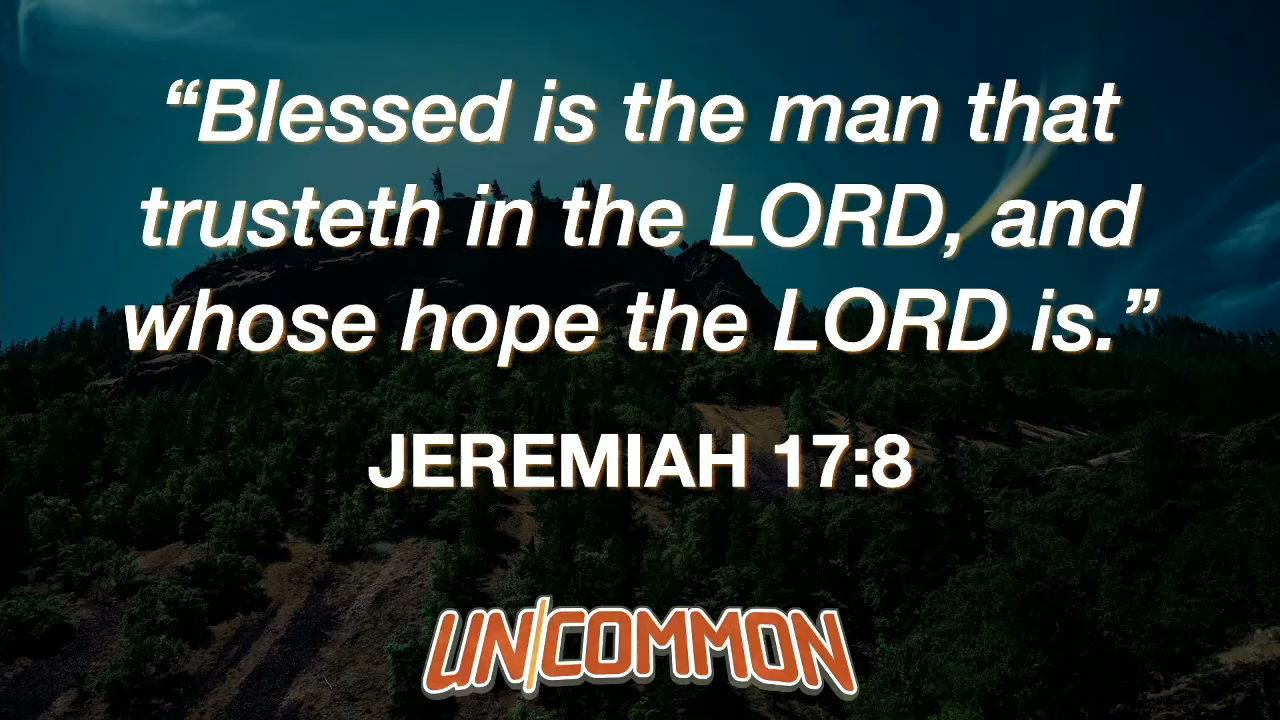 “Blessed is the man that
trusteth in the LORD, and
whose hope the LORD is.”
JEREMIAH 17:8
UN/COMMON